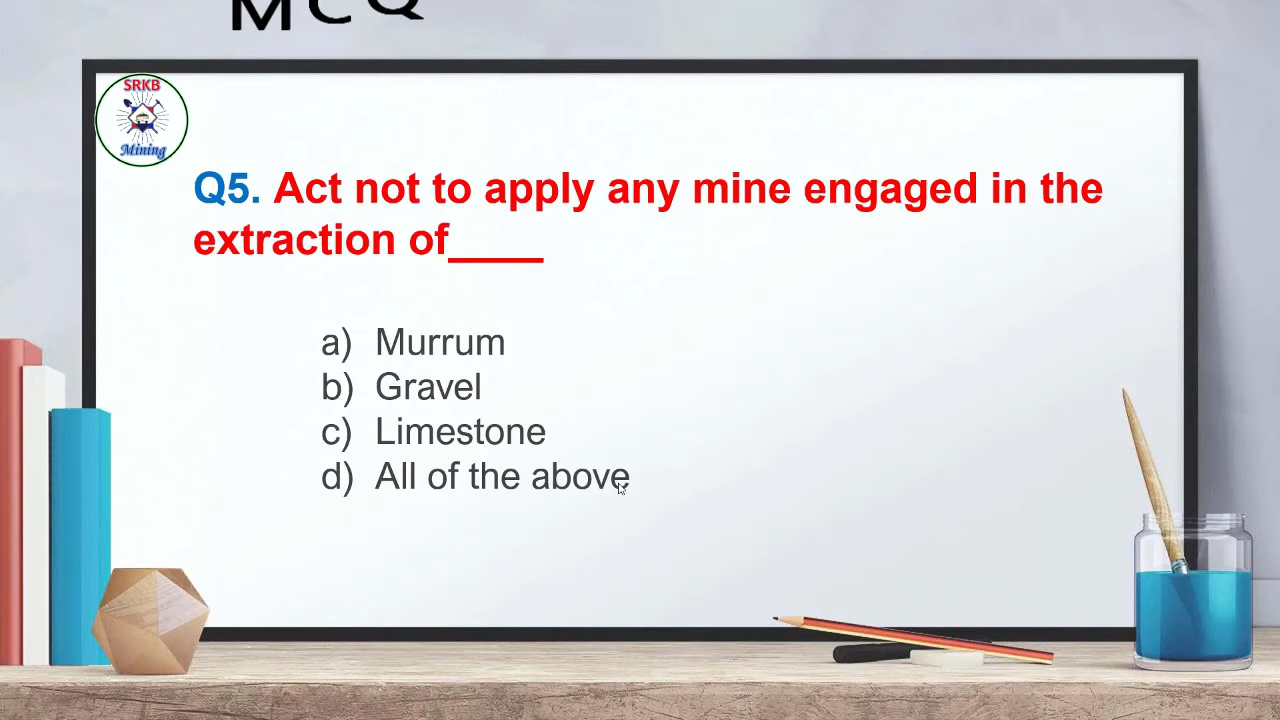 MCQ
SRKB
Mining
Q5. Act not to apply any mine engaged in the
extraction of____
a) Murrum
b) Gravel
c) Limestone
d) All of the above